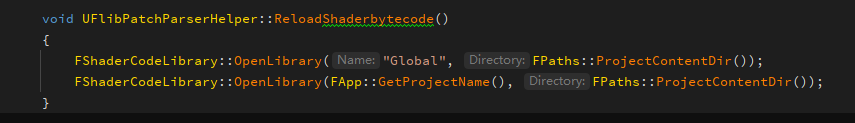 void UFlibPatchParserHelper::ReloadShaderbytecode()
{
    FShaderCodeLibrary::OpenLibrary( Name: "Global", Directory: FPaths::ProjectContentDir());
    FShaderCodeLibrary::OpenLibrary(FApp::GetProjectName(), Directory: FPaths::ProjectContentDir());
}